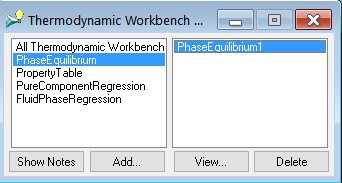 Thermodynamic Workbench ...
All Thermodynamic Workbench
PhaseEquilibrium
PropertyTable
PureComponentRegression
FluidPhaseRegression
PhaseEquilibrium1
Show Notes Add... View... Delete